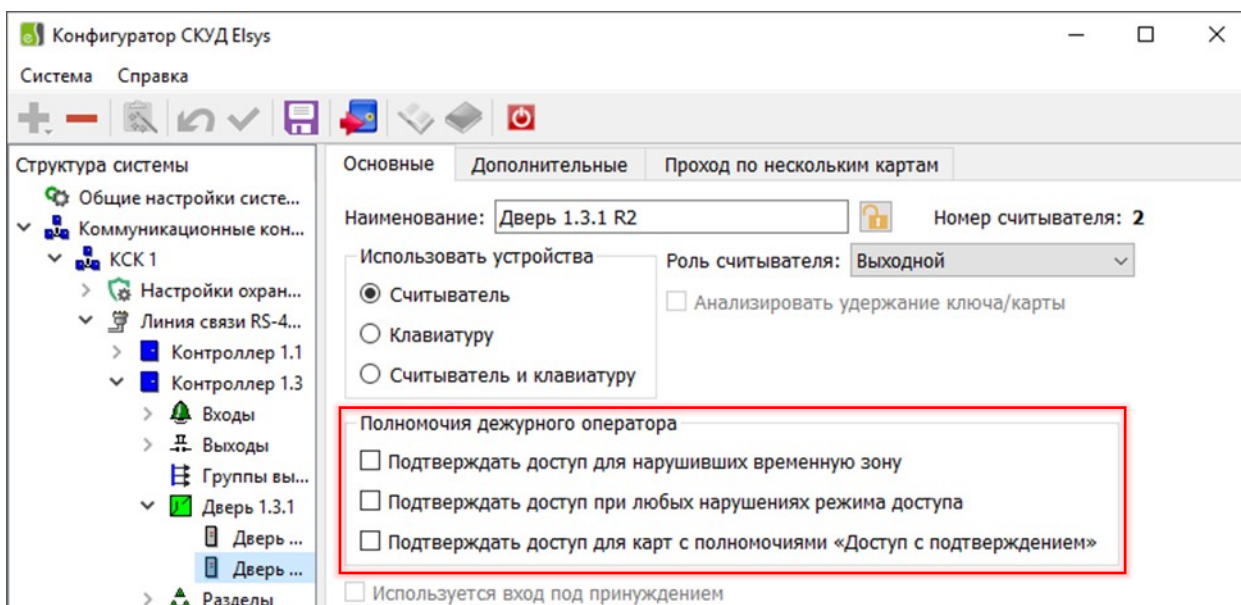 Конфигуратор СКУД Elsys
Система Справка
Структура системы
Общие настройки систе...
Коммуникационные кон...
КСК 1
Настройки охран...
Линия связи RS-4...
Контроллер 1.1
Контроллер 1.3
Входы
Выходы
Группы вы...
Дверь 1.3.1
Дверь ...
Дверь ...
Разделы
Основные Дополнительные Проход по нескольким картам
Наименование: Дверь 1.3.1 R2 Номер считывателя: 2
Использовать устройства Роль считывателя: Выходной
Считыватель Анализировать удержание ключа/карты
Клавиатуру
Считыватель и клавиатуру
Полномочия дежурного оператора
Подтверждать доступ для нарушивших временную зону
Подтверждать доступ при любых нарушениях режима доступа
Подтверждать доступ для карт с полномочиями «Доступ с подтверждением»
Используется вход под принуждением